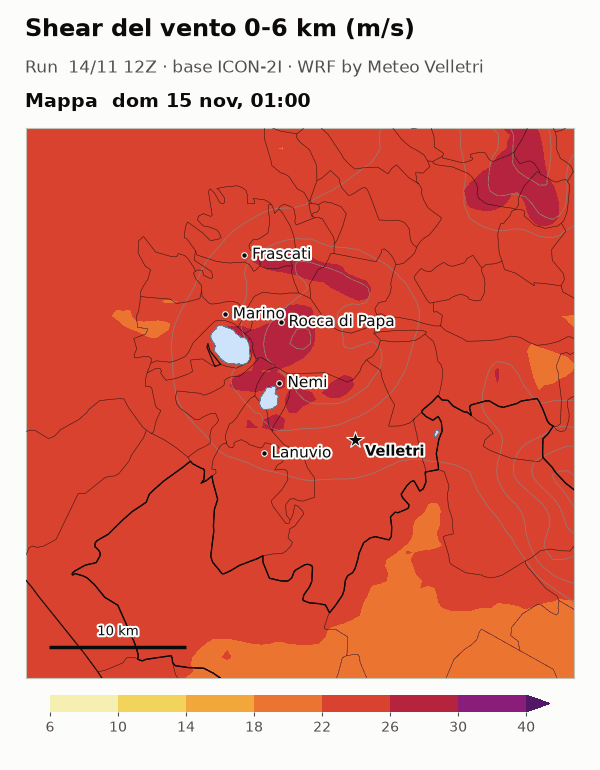 Shear del vento 0-6 km (m/s)
Run  14/11 12Z · base ICON-2I · WRF by Meteo Velletri
Mappa  dom 15 nov, 01:00
Frascati
Marino
Rocca di Papa
Nemi
Velletri
Lanuvio
10 km
6 10 14 18 22 26 30 40